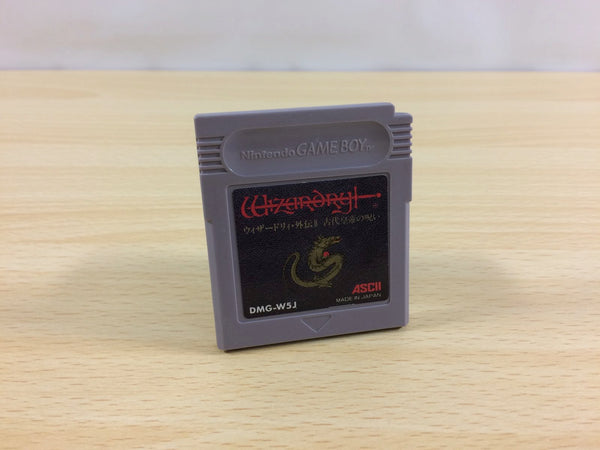 Nintendo GAME BOY TM
Wizardry
ウィザードリィ・外伝II 古代皇帝の呪い
ASCII
MADE IN JAPAN
DMG-W5J